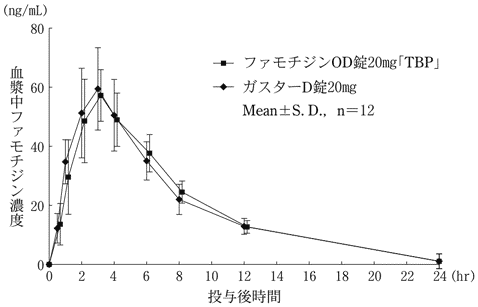 (ng/mL)
80
60
40
20
0
血漿中ファモチジン濃度
ファモチジンOD錠20mg「TBP」
ガスターD錠20mg
Mean±S.D., n=12
0 2 4 6 8 10 12 14 16 18 20 22 24 (hr)
投与後時間